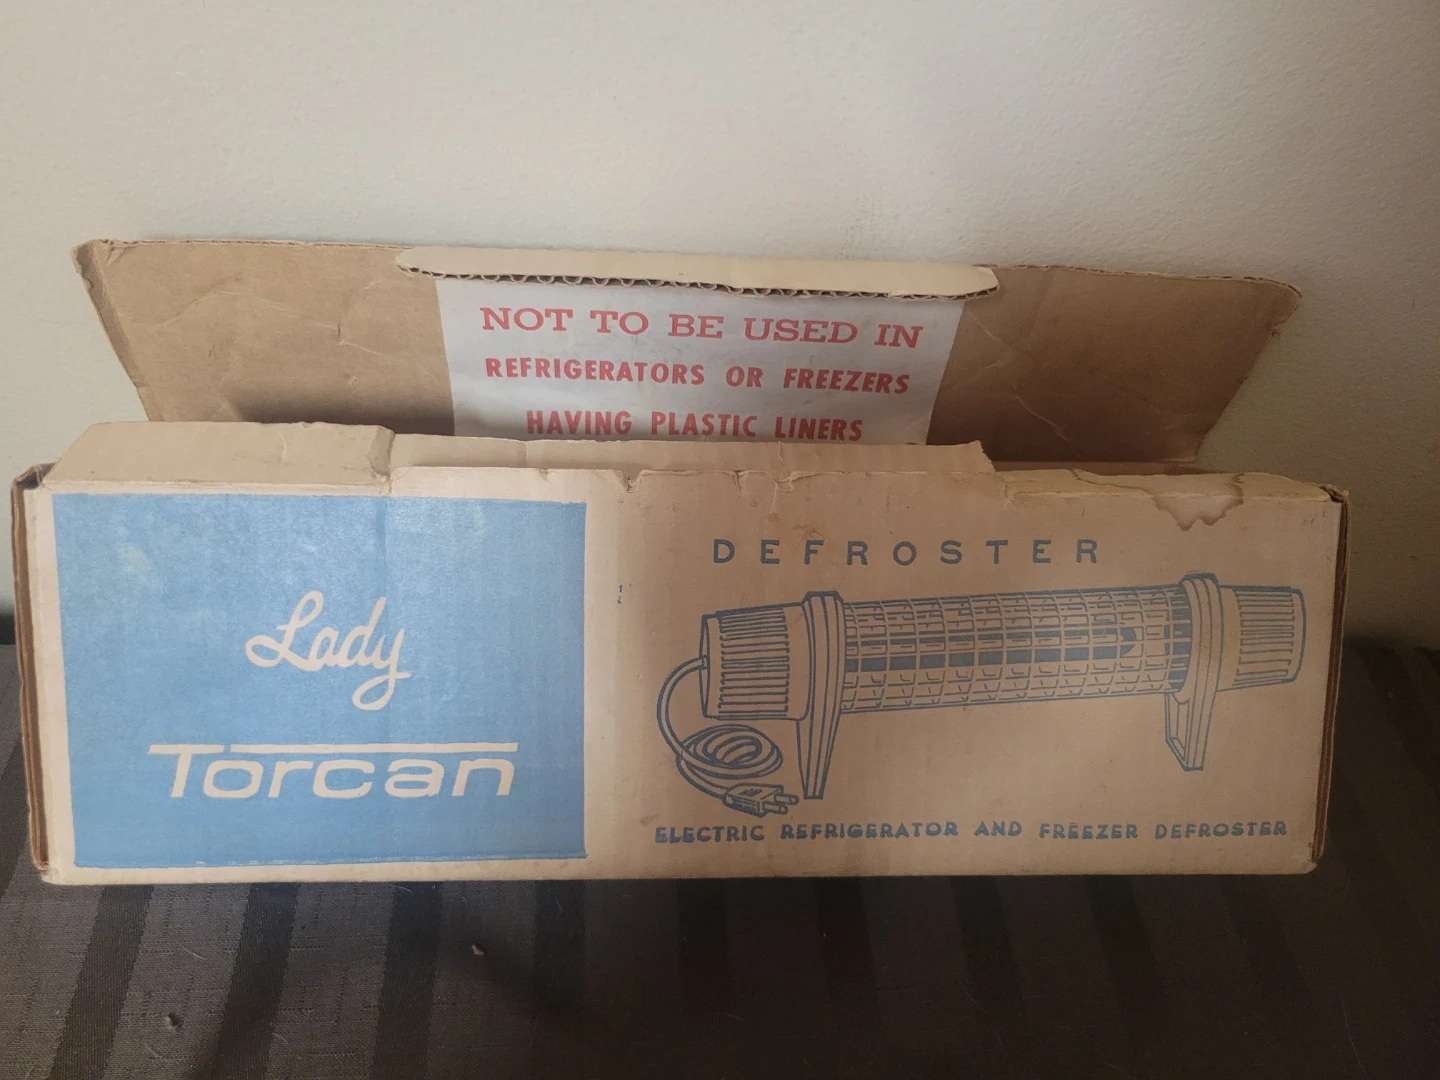 NOT TO BE USED IN
REFRIGERATORS OR FREEZERS
HAVING PLASTIC LINERS
Lady
Torcan
DEFROSTER
ELECTRIC REFRIGERATOR AND FREEZER DEFROSTER